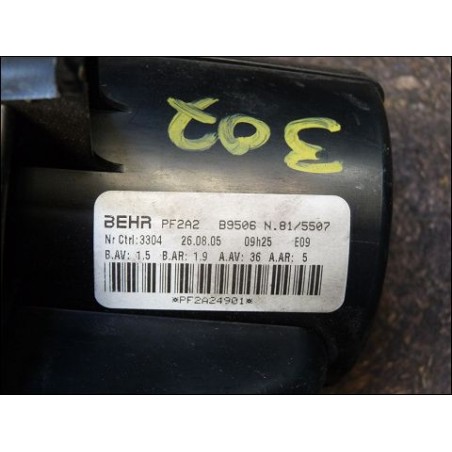 302
BEHR PF2A2 B9506 N.81/5507
Nr Ctrl:3304 26.08.05 09h25 E09
B.AV: 1.5 B.AR: 1.9 A.AV: 36 A.AR: 5
*PF2A24901*